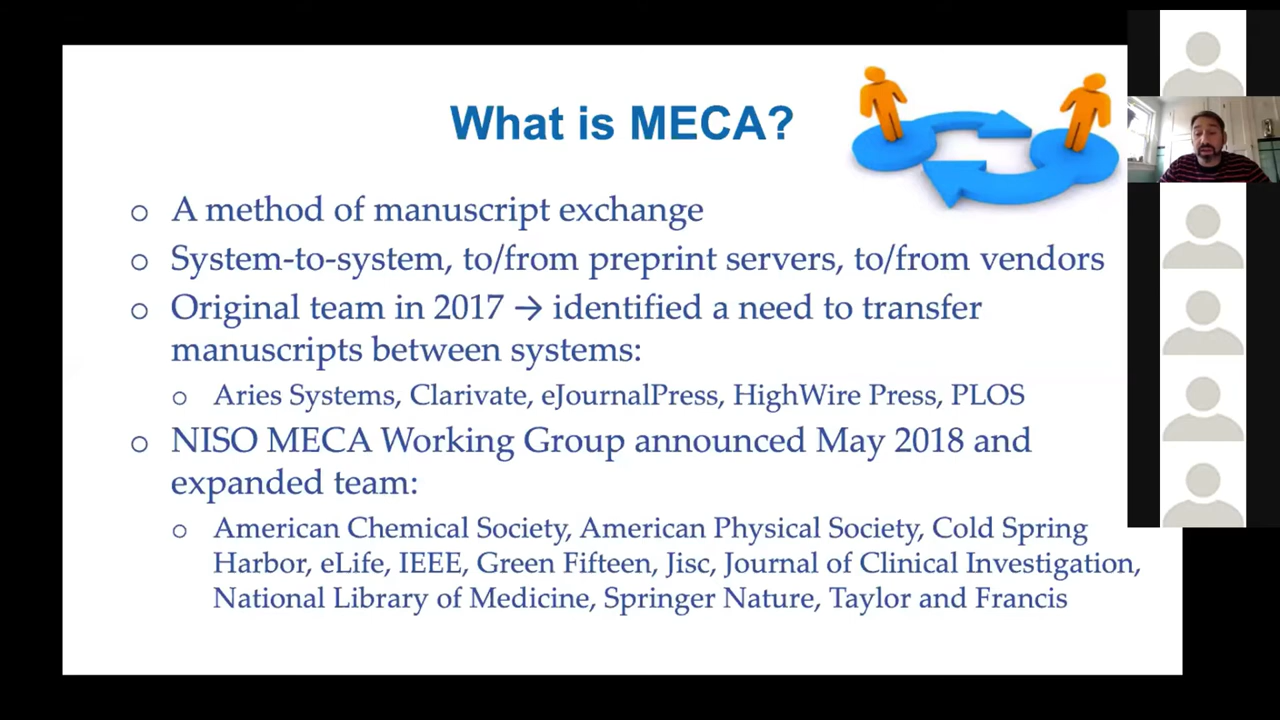 What is MECA?
o A method of manuscript exchange
o System-to-system, to/from preprint servers, to/from vendors
o Original team in 2017 → identified a need to transfer
manuscripts between systems:
o Aries Systems, Clarivate, eJournalPress, HighWire Press, PLOS
o NISO MECA Working Group announced May 2018 and
expanded team:
o American Chemical Society, American Physical Society, Cold Spring
Harbor, eLife, IEEE, Green Fifteen, Jisc, Journal of Clinical Investigation,
National Library of Medicine, Springer Nature, Taylor and Francis